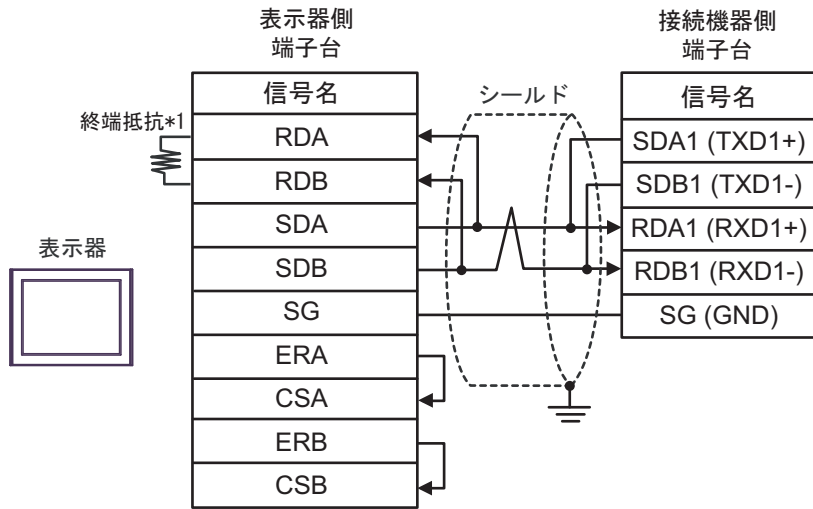 表示器側
端子台
接続機器側
端子台
信号名
シールド
信号名
終端抵抗*1
RDA
SDA1 (TXD1+)
RDB
SDB1 (TXD1-)
SDA
RDA1 (RXD1+)
表示器
SDB
RDB1 (RXD1-)
SG
SG (GND)
ERA
CSA
ERB
CSB